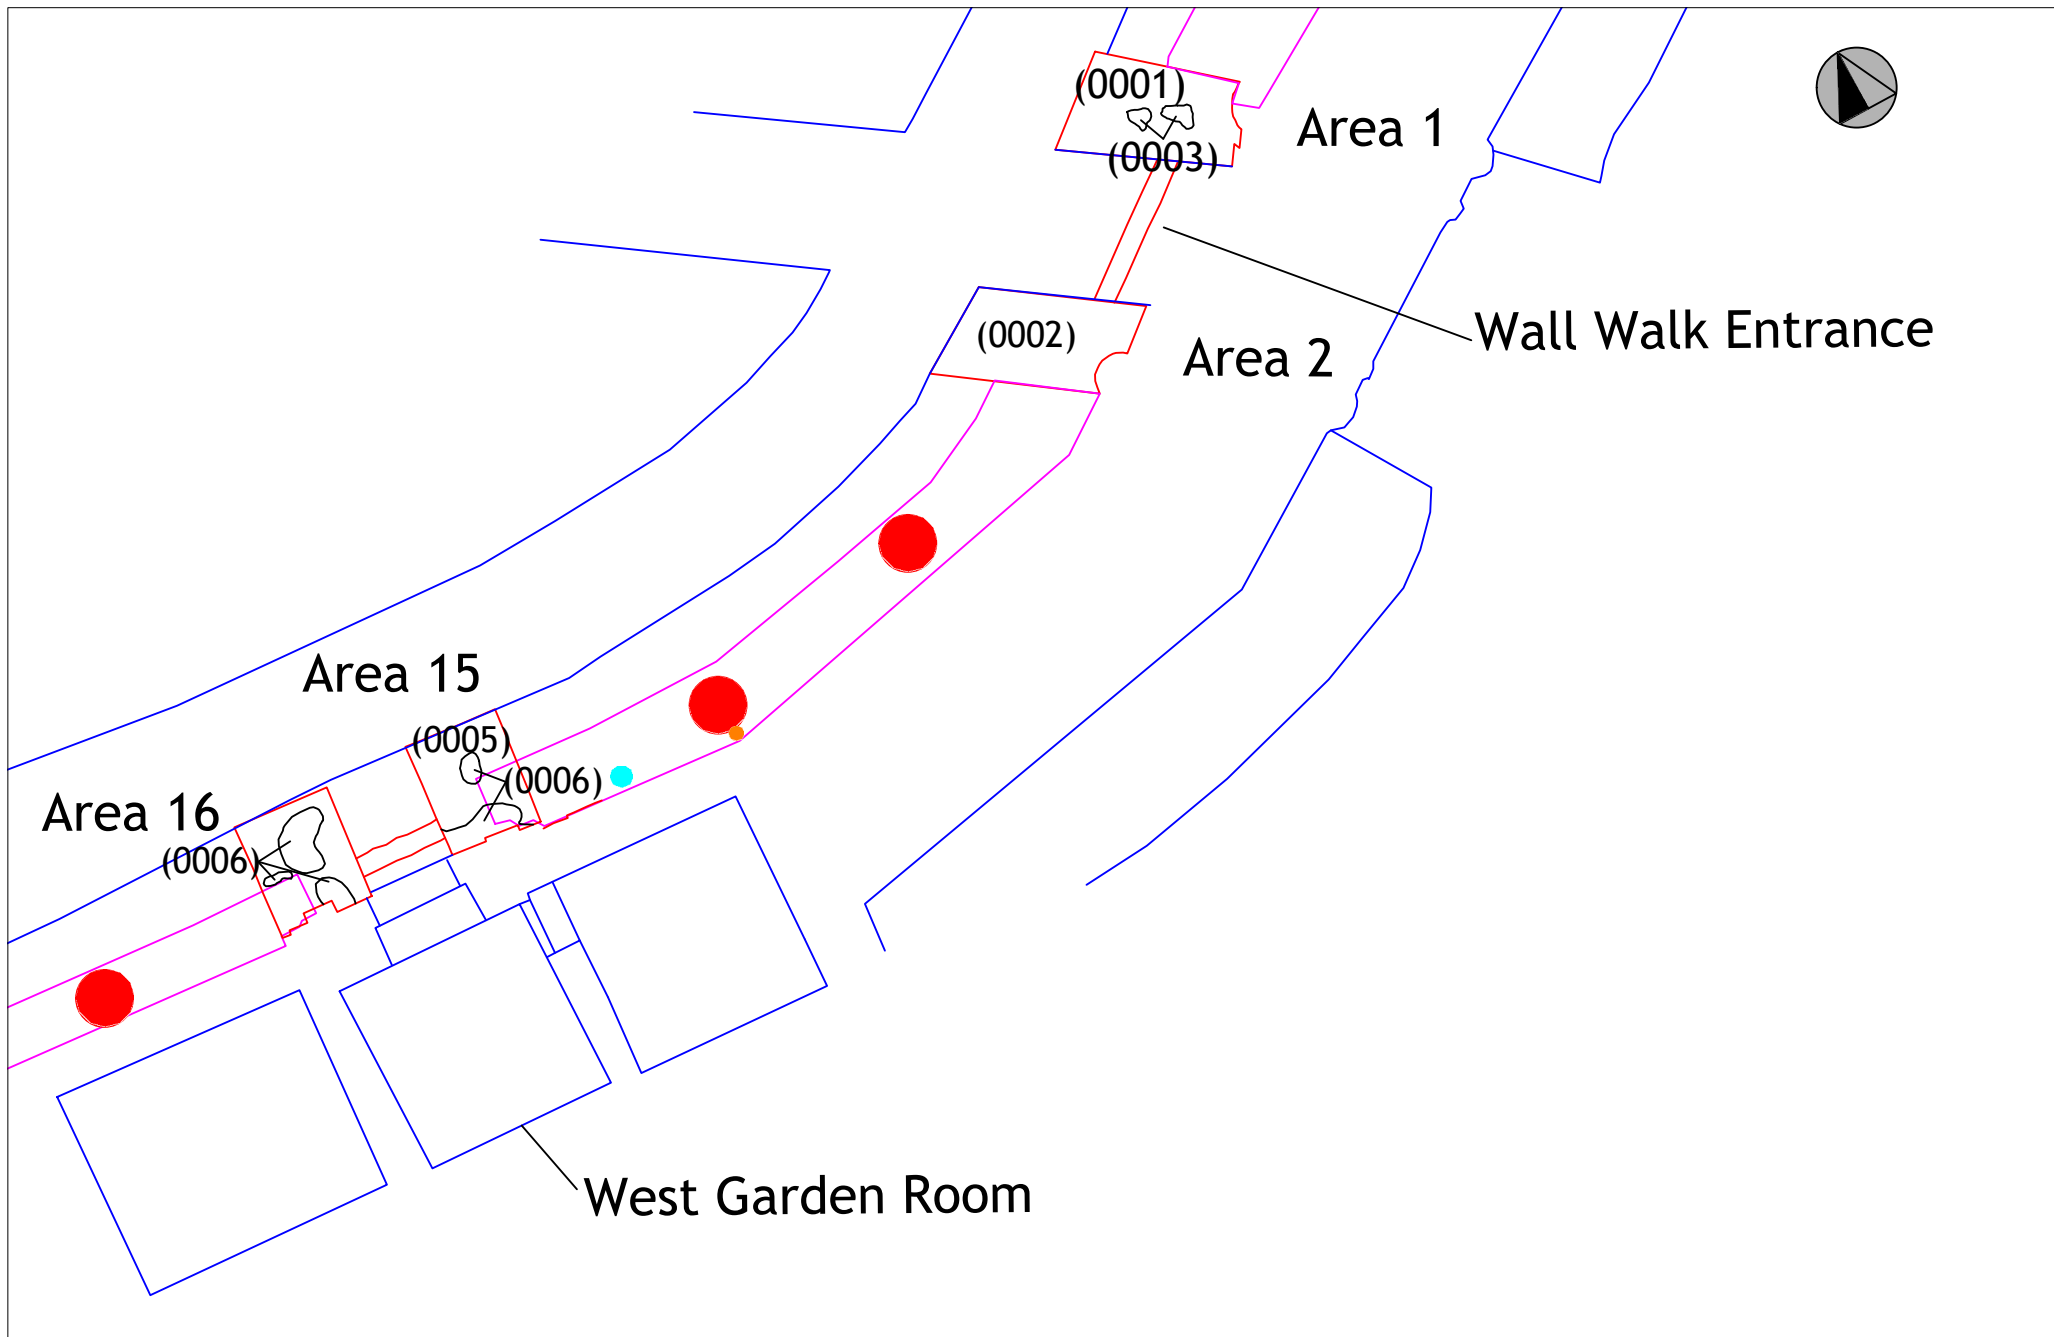 (0001)
Area 1
(0003)
Wall Walk Entrance
(0002)
Area 2
Area 15
(0005)
(0006)
Area 16
(0006)
West Garden Room